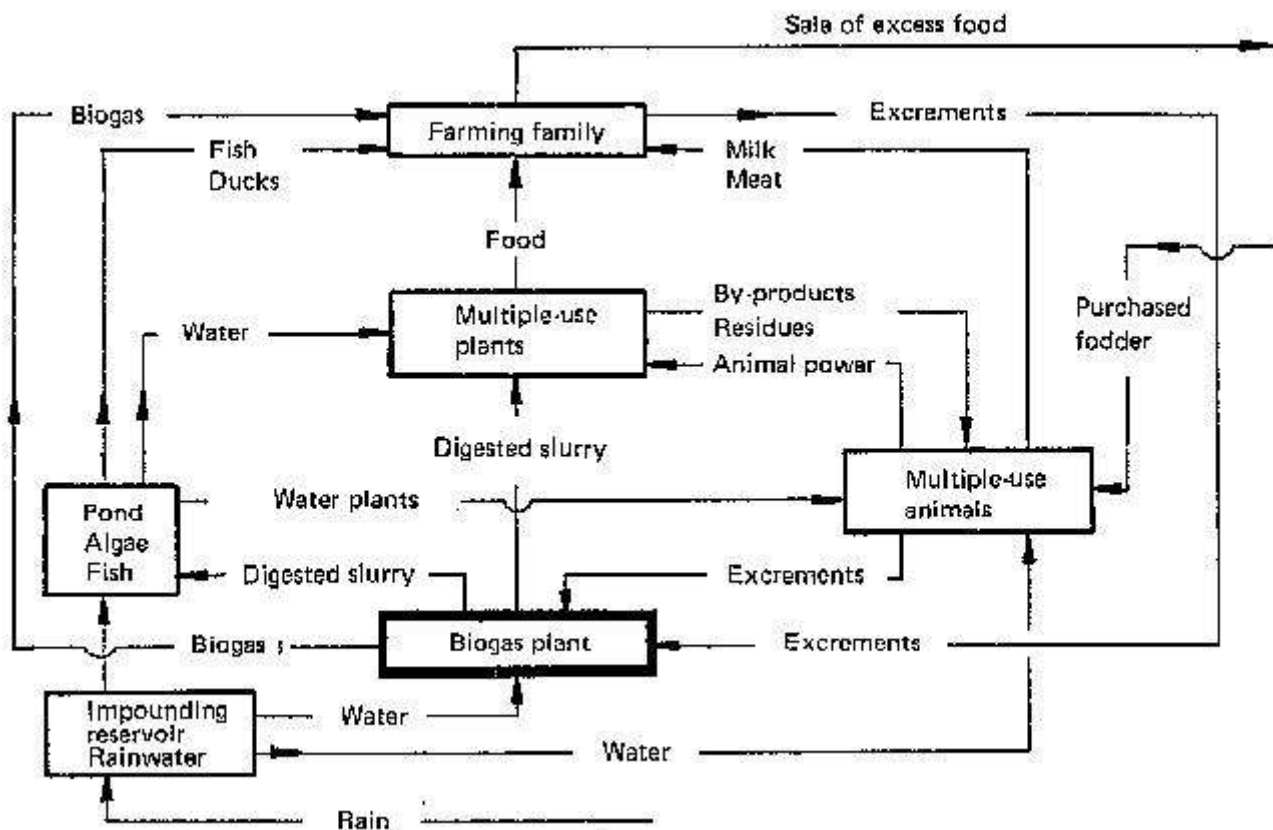 Sale of excess food
Biogas
Farming family
Excrements
Fish
Ducks
Milk
Meat
Food
Multiple-use
plants
By-products
Residues
Animal power
Purchased
fodder
Water
Digested slurry
Multiple-use
animals
Water plants
Pond
Algae
Fish
Digested slurry
Excrements
Biogas
Biogas plant
Excrements
Impounding
reservoir
Rainwater
Water
Water
Rain